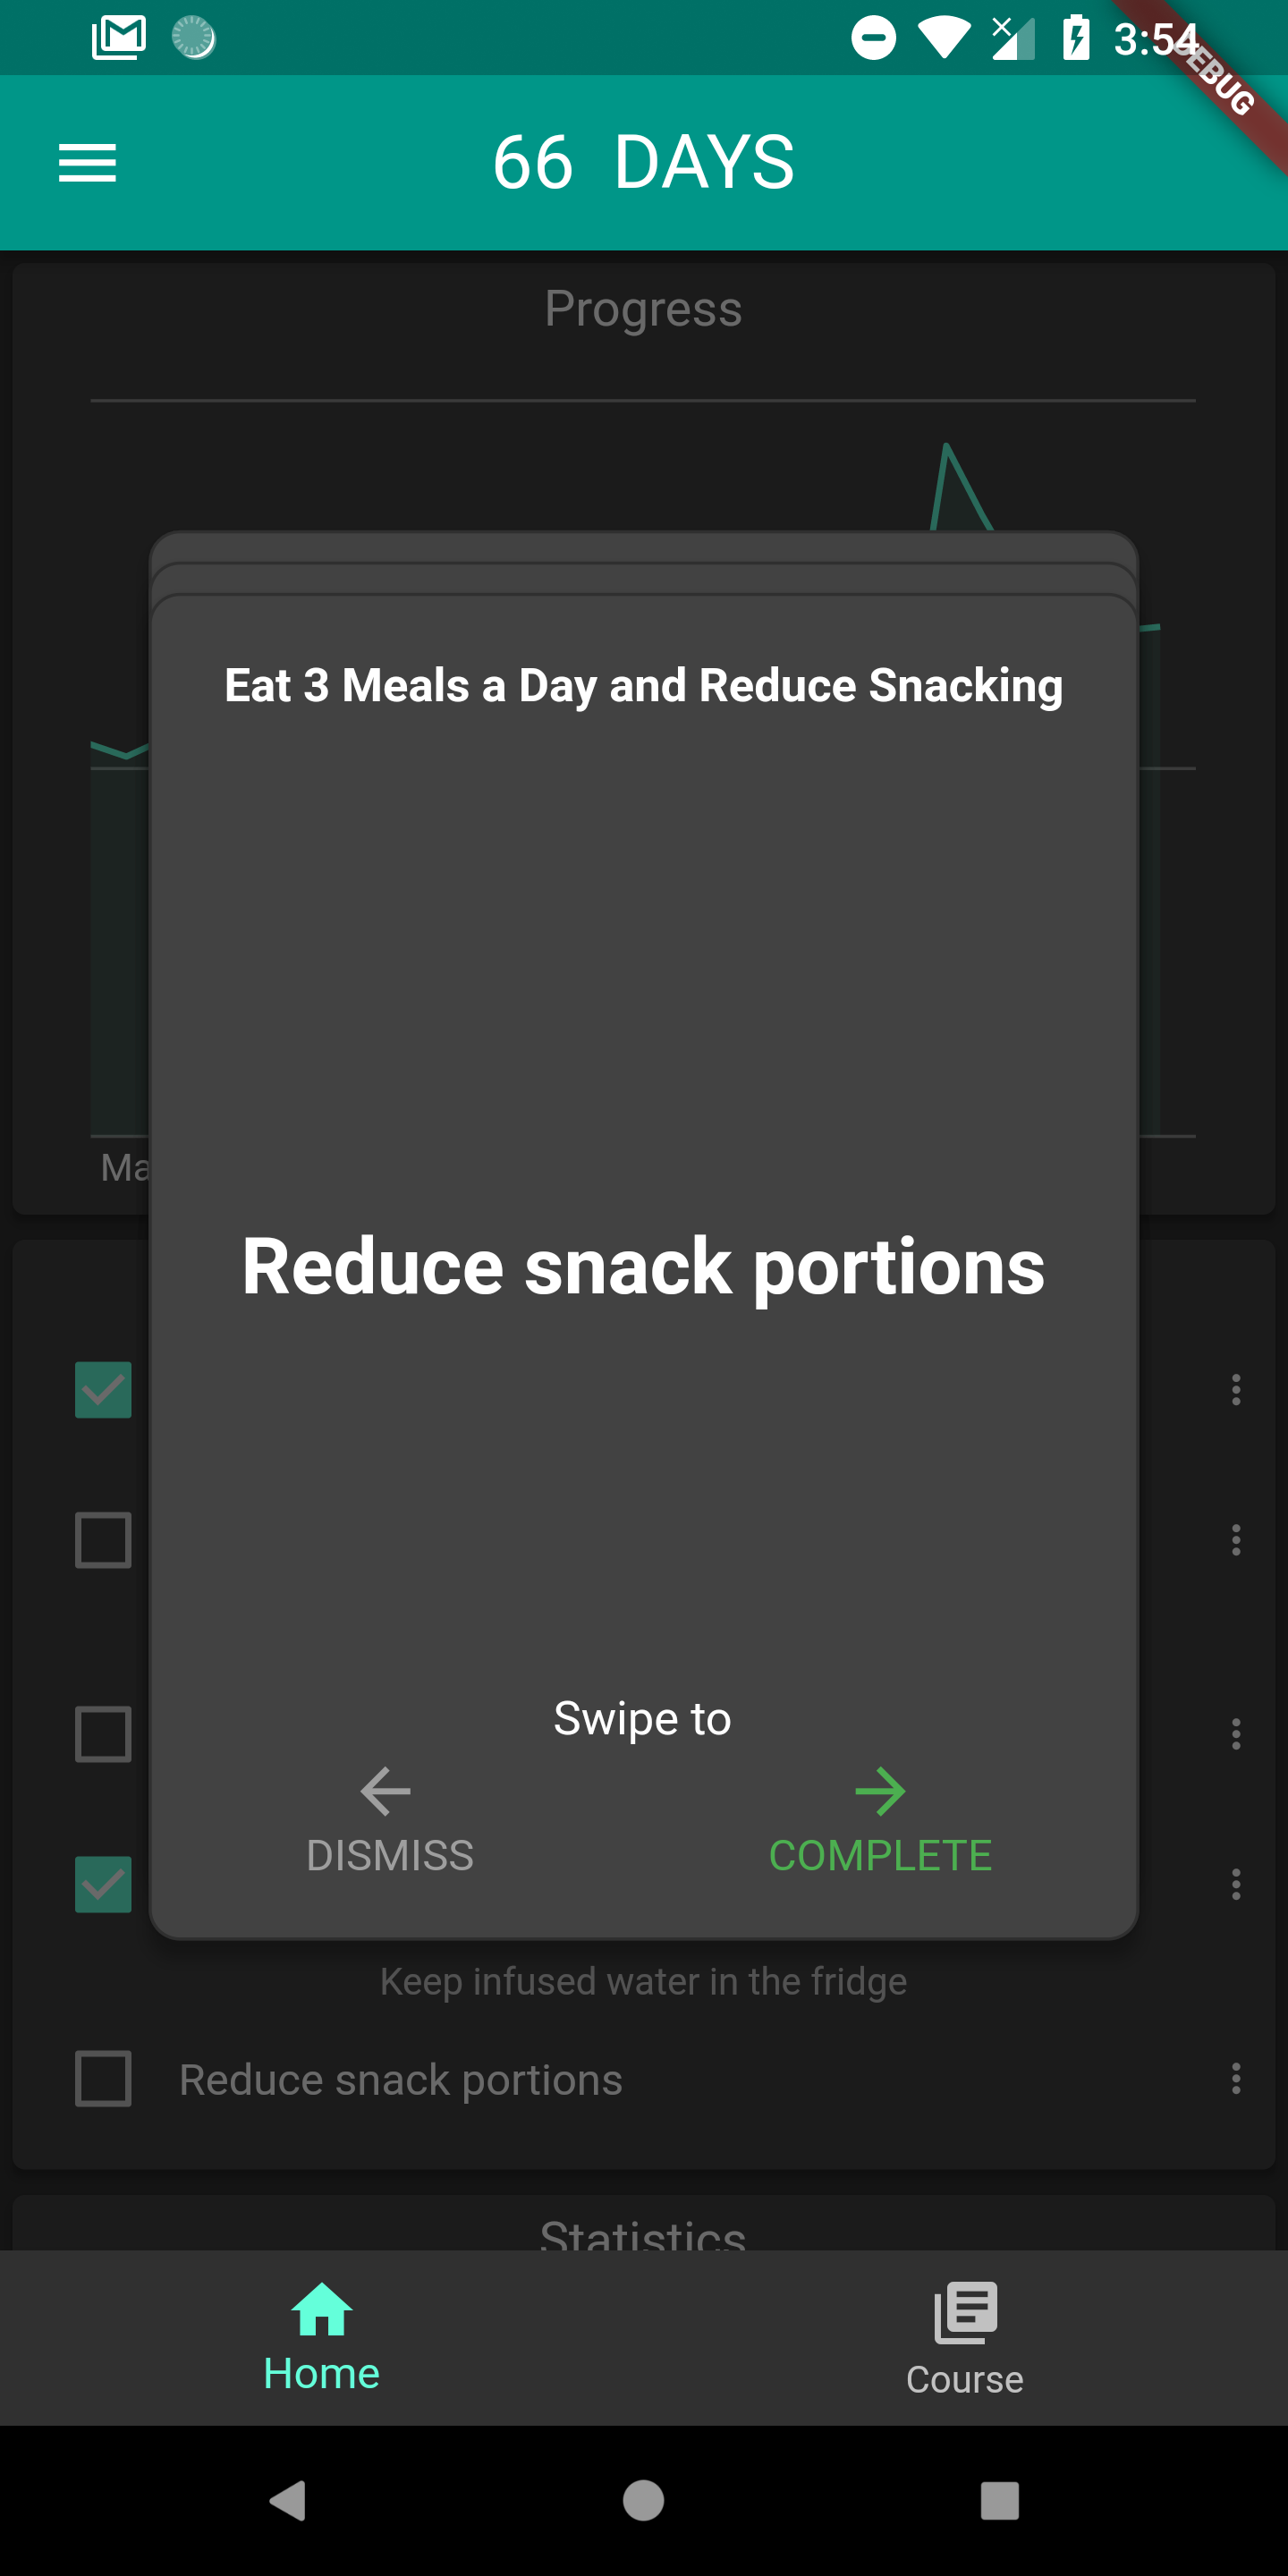 3:54
DEBUG
66 DAYS
Progress
Eat 3 Meals a Day and Reduce Snacking
Ma
Reduce snack portions
Swipe to
DISMISS
COMPLETE
Keep infused water in the fridge
Reduce snack portions
Statistics
Home
Course